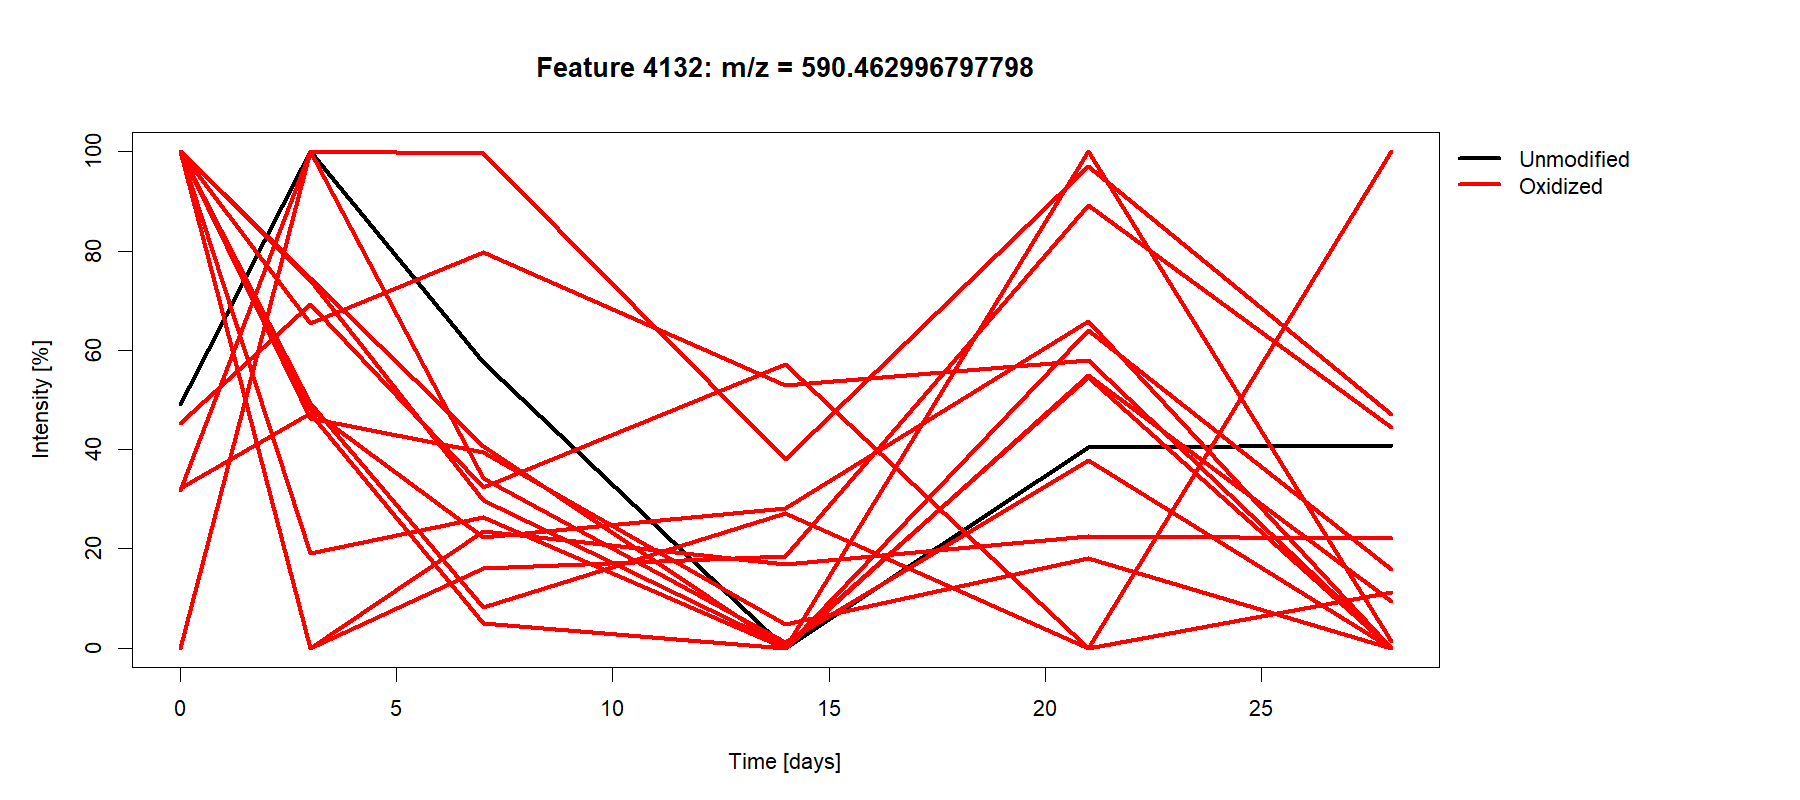 Feature 4132: m/z = 590.462996797798
Unmodified
Oxidized
Intensity [%]
100
80
60
40
20
0
0 5 10 15 20 25
Time [days]